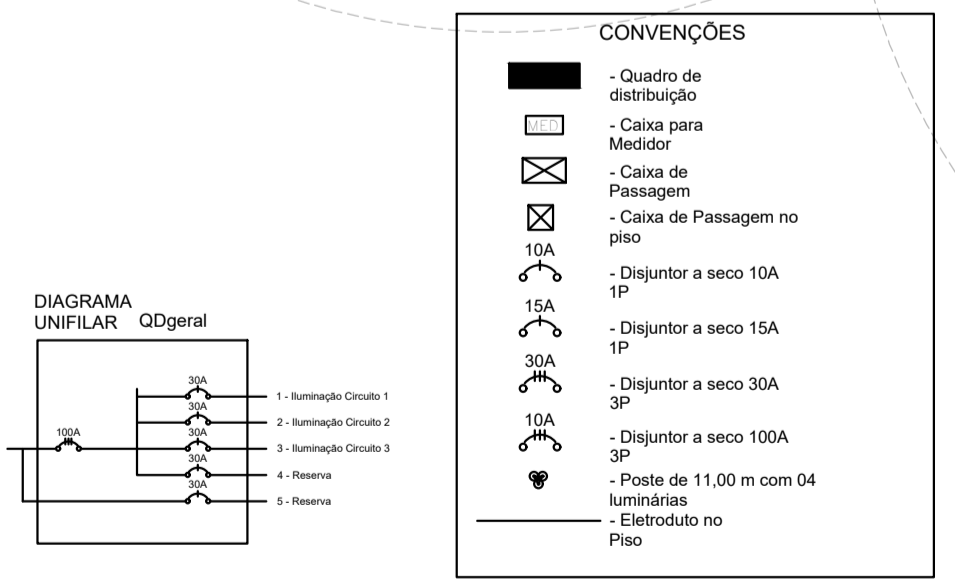 CONVENÇÕES
- Quadro de
distribuição
MED
- Caixa para
Medidor
- Caixa de
Passagem
- Caixa de Passagem no
piso
10A
- Disjuntor a seco 10A
1P
15A
- Disjuntor a seco 15A
1P
30A
- Disjuntor a seco 30A
3P
10A
- Disjuntor a seco 100A
3P
- Poste de 11,00 m com 04
luminárias
- Eletroduto no
Piso
DIAGRAMA
UNIFILAR QDgeral
100A
30A
1 - Iluminação Circuito 1
30A
2 - Iluminação Circuito 2
30A
3 - Iluminação Circuito 3
30A
4 - Reserva
30A
5 - Reserva